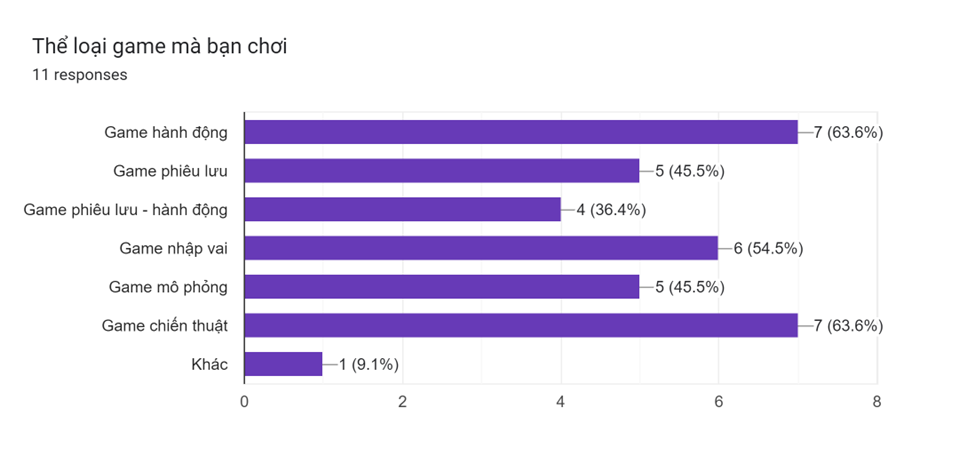 Thể loại game mà bạn chơi
11 responses
Game hành động 7 (63.6%)
Game phiêu lưu 5 (45.5%)
Game phiêu lưu - hành động 4 (36.4%)
Game nhập vai 6 (54.5%)
Game mô phỏng 5 (45.5%)
Game chiến thuật 7 (63.6%)
Khác 1 (9.1%)
0 2 4 6 8